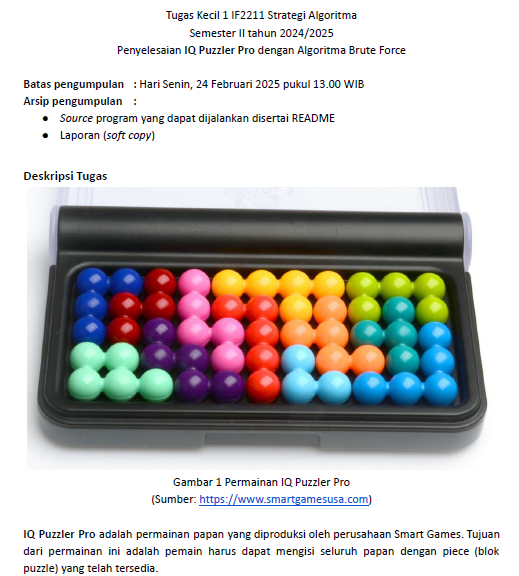 Tugas Kecil 1 IF2211 Strategi Algoritma
Semester II tahun 2024/2025
Penyelesaian IQ Puzzler Pro dengan Algoritma Brute Force
Batas pengumpulan : Hari Senin, 24 Februari 2025 pukul 13.00 WIB
Arsip pengumpulan :
• Source program yang dapat dijalankan disertai README
• Laporan (soft copy)
Deskripsi Tugas
Gambar 1 Permainan IQ Puzzler Pro
(Sumber: https://www.smartgamesusa.com)
IQ Puzzler Pro adalah permainan papan yang diproduksi oleh perusahaan Smart Games. Tujuan
dari permainan ini adalah pemain harus dapat mengisi seluruh papan dengan piece (blok
puzzle) yang telah tersedia.